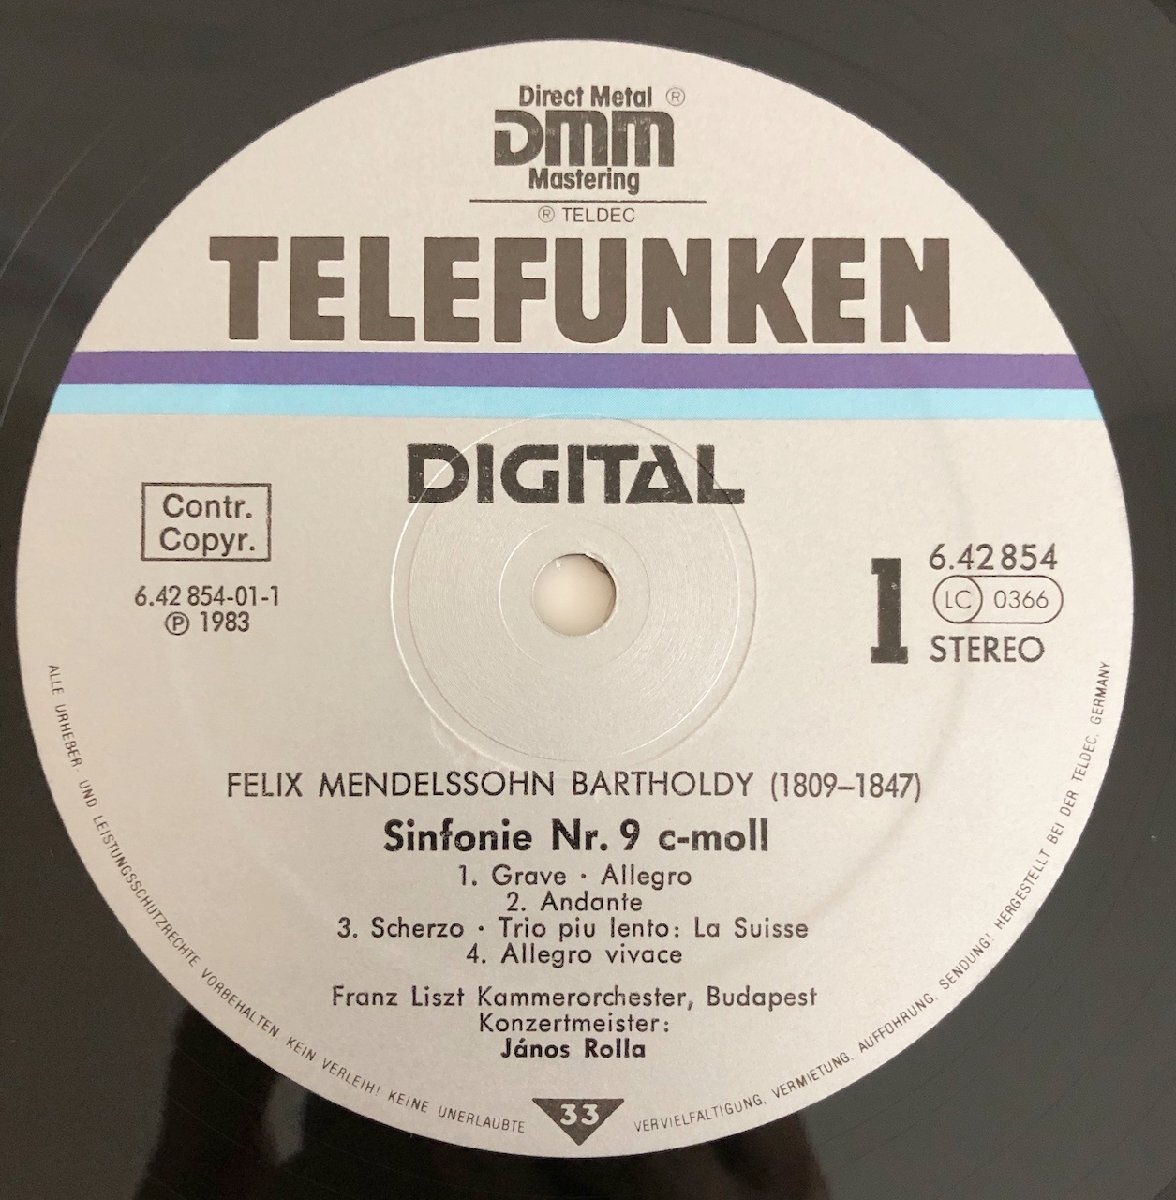 Direct Metal ®
DMM
Mastering
® TELDEC
TELEFUNKEN
DIGITAL
Contr.
Copyr.
6.42 854-01-1
℗ 1983
1
6.42 854
LC 0366
STEREO
FELIX MENDELSSOHN BARTHOLDY (1809–1847)
Sinfonie Nr. 9 c-moll
1. Grave · Allegro
2. Andante
3. Scherzo · Trio piu lento: La Suisse
4. Allegro vivace
Franz Liszt Kammerorchester, Budapest
Konzertmeister:
János Rolla
ALLE URHEBER- UND LEISTUNGSSCHUTZRECHTE VORBEHALTEN. KEIN VERLEIH! KEINE UNERLAUBTE
33
VERVIELFÄLTIGUNG, VERMIETUNG, AUFFÜHRUNG, SENDUNG! HERGESTELLT BEI DER TELDEC, GERMANY